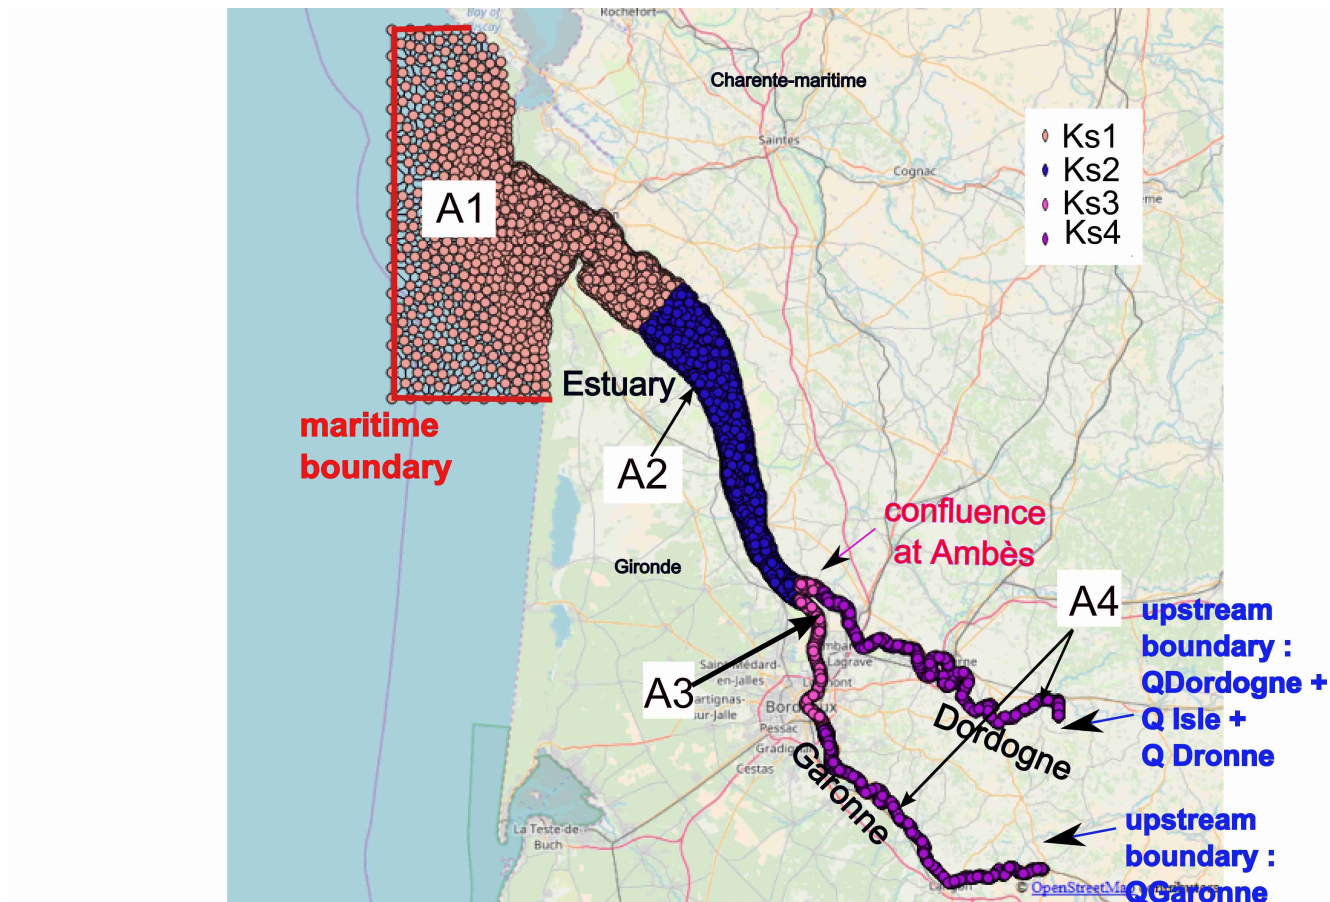 Bay of
Biscay
Rochefort
Charente-maritime
Saintes
Cognac
Ks1
Ks2
Ks3
Ks4
A1
Estuary
maritime
boundary
A2
confluence
at Ambès
Gironde
A4
upstream
boundary :
QDordogne +
Q Isle +
Q Dronne
A3
Saint-Médard-
en-Jalles
Lormont
Bordeaux
Pessac
Cestas
Dordogne
Garonne
upstream
boundary :
QGaronne
La Teste-de-
Buch
© OpenStreetMap